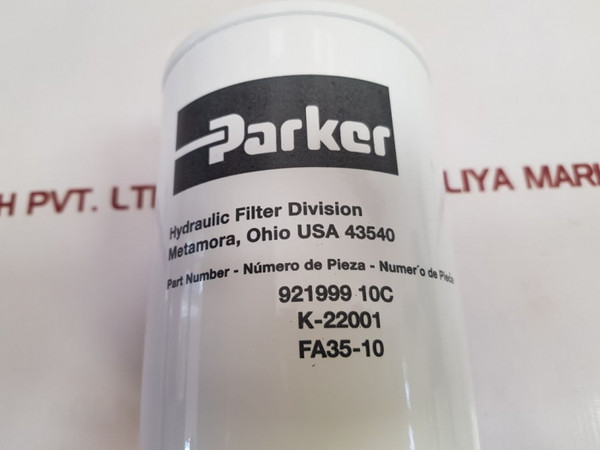 Parker
Hydraulic Filter Division
Metamora, Ohio USA 43540
Part Number - Número de Pieza - Numer'o de Piece
921999 10C
K-22001
FA35-10
H PVT. LT
LIYA MAR